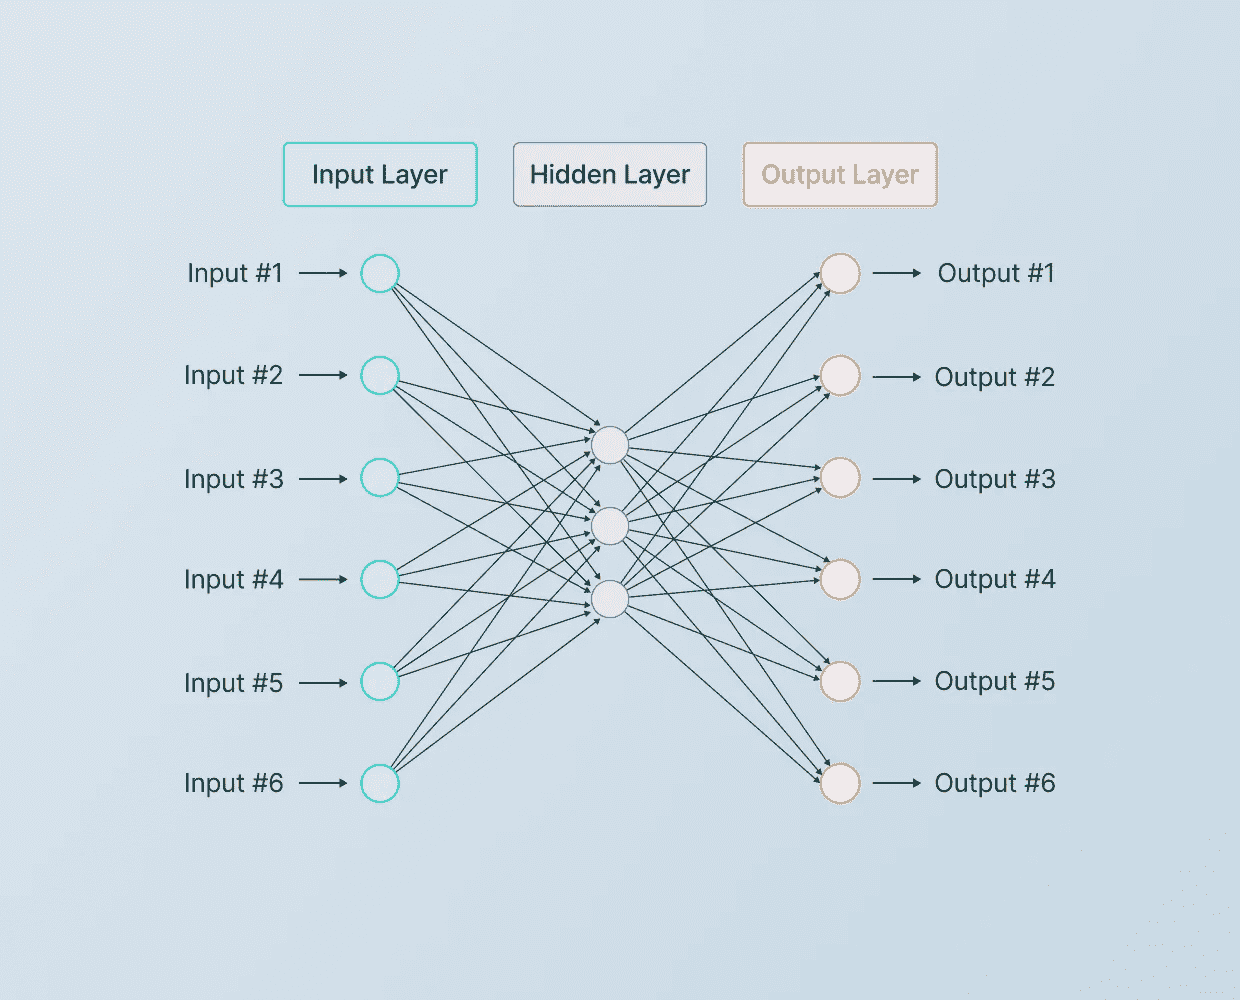 Input Layer
Hidden Layer
Output Layer
Input #1
Output #1
Input #2
Output #2
Input #3
Output #3
Input #4
Output #4
Input #5
Output #5
Input #6
Output #6